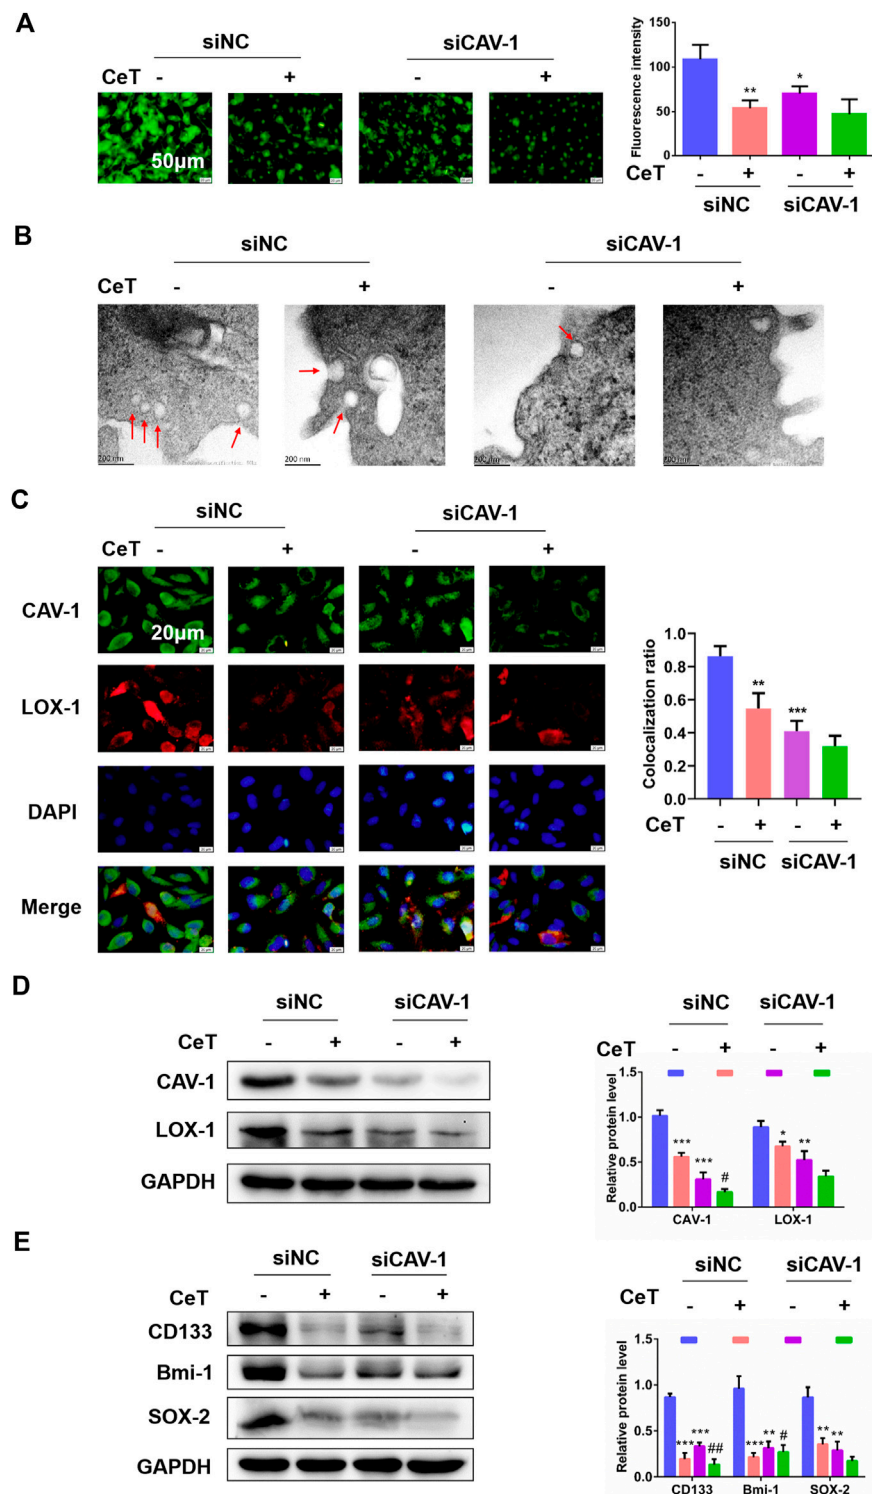 A
siNC
siCAV-1
CeT
-
+
-
+
50μm
Fluorescence intensity
150
100
50
0
**
*
CeT
-
+
-
+
siNC
siCAV-1
B
siNC
siCAV-1
CeT
-
+
-
+
200 nm
200 nm
200 nm
200 nm
C
siNC
siCAV-1
CeT
-
+
-
+
CAV-1
20μm
LOX-1
DAPI
Merge
Colocalization ratio
1.0
0.8
0.6
0.4
0.2
0.0
**
***
CeT
-
+
-
+
siNC
siCAV-1
D
siNC
siCAV-1
CeT
-
+
-
+
CAV-1
LOX-1
GAPDH
siNC
siCAV-1
CeT
-
+
-
+
Relative protein level
1.5
1.0
0.5
0.0
***
***
#
*
**
CAV-1
LOX-1
E
siNC
siCAV-1
CeT
-
+
-
+
CD133
Bmi-1
SOX-2
GAPDH
siNC
siCAV-1
CeT
-
+
-
+
Relative protein level
1.5
1.0
0.5
0.0
***
***
##
***
**
#
**
**
CD133
Bmi-1
SOX-2